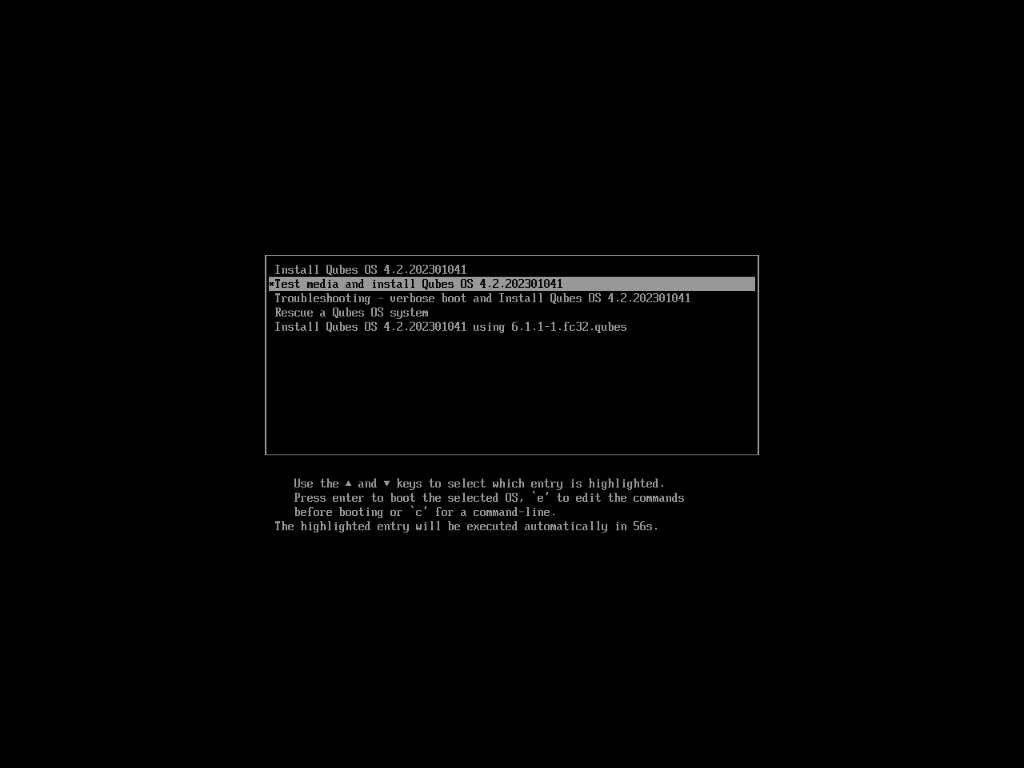 Install Qubes OS 4.2.202301041
*Test media and install Qubes OS 4.2.202301041
Troubleshooting - verbose boot and Install Qubes OS 4.2.202301041
Rescue a Qubes OS system
Install Qubes OS 4.2.202301041 using 6.1.1-1.fc32.qubes
Use the ▲ and ▼ keys to select which entry is highlighted.
Press enter to boot the selected OS, `e' to edit the commands
before booting or `c' for a command-line.
The highlighted entry will be executed automatically in 56s.